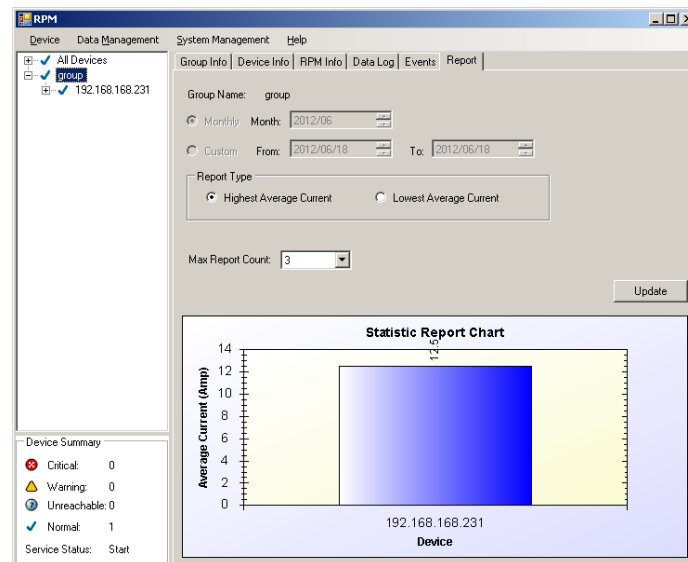 RPM
Device Data Management System Management Help
All Devices
group
192.168.168.231
Group Info Device Info RPM Info Data Log Events Report
Group Name: group
Monthly Month: 2012/06
Custom From: 2012/06/18 To: 2012/06/18
Report Type
Highest Average Current Lowest Average Current
Max Report Count: 3
Update
Statistic Report Chart
12.5
14
12
10
8
6
4
2
0
Average Current (Amp)
192.168.168.231
Device
Device Summary
Critical: 0
Warning: 0
Unreachable: 0
Normal: 1
Service Status: Start